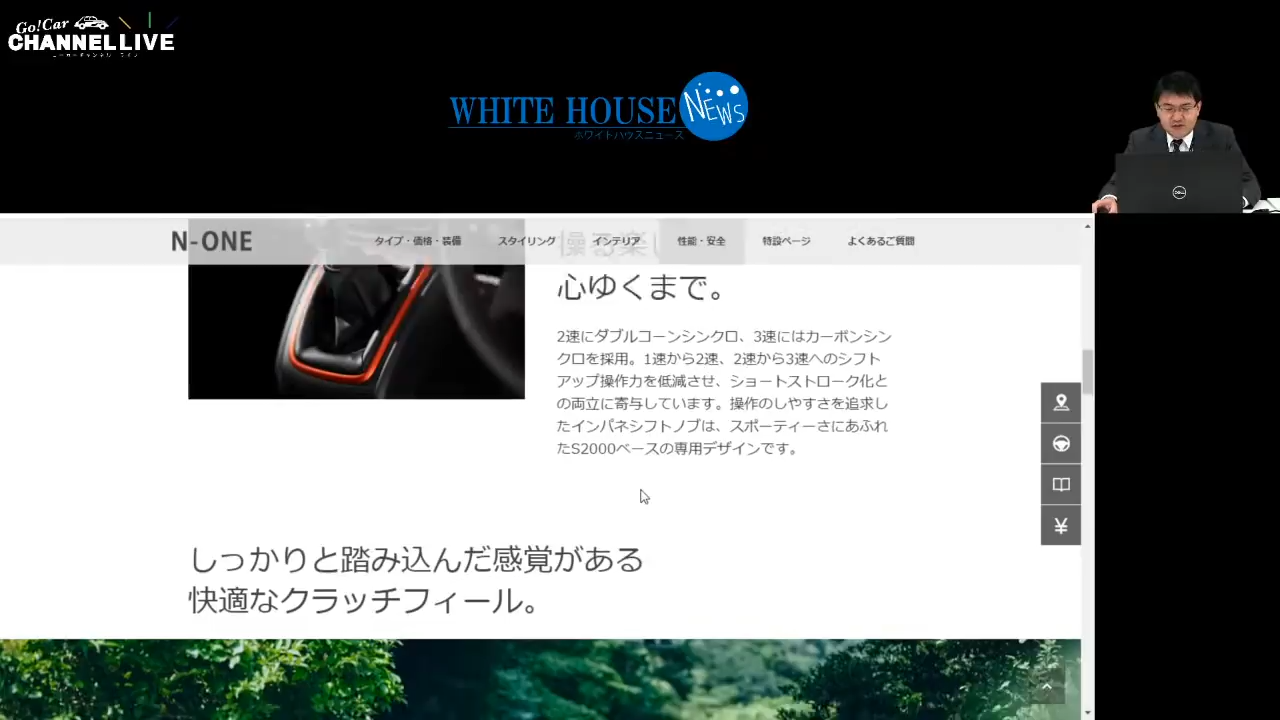 Go!Car
CHANNELLIVE
WHITE HOUSE NEWS
ホワイトハウスニュース
DELL
N-ONE
タイプ・価格・装備
スタイリング
インテリア
性能・安全
特設ページ
よくあるご質問
操る楽し
心ゆくまで。
2速にダブルコーンシンクロ、3速にはカーボンシン
クロを採用。1速から2速、2速から3速へのシフト
アップ操作力を低減させ、ショートストローク化と
の両立に寄与しています。操作のしやすさを追求し
たインパネシフトノブは、スポーティーさにあふれ
たS2000ベースの専用デザインです。
¥
しっかりと踏み込んだ感覚がある
快適なクラッチフィール。